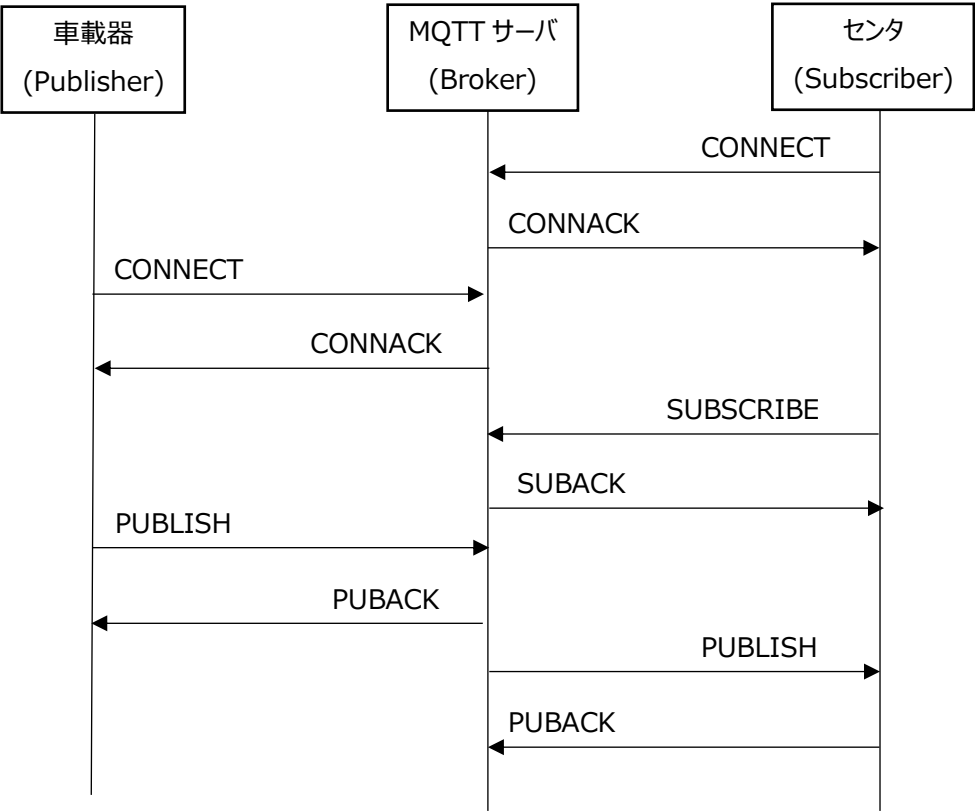 車載器
(Publisher)
MQTT サーバ
(Broker)
センタ
(Subscriber)
CONNECT
CONNACK
CONNECT
CONNACK
SUBSCRIBE
SUBACK
PUBLISH
PUBACK
PUBLISH
PUBACK